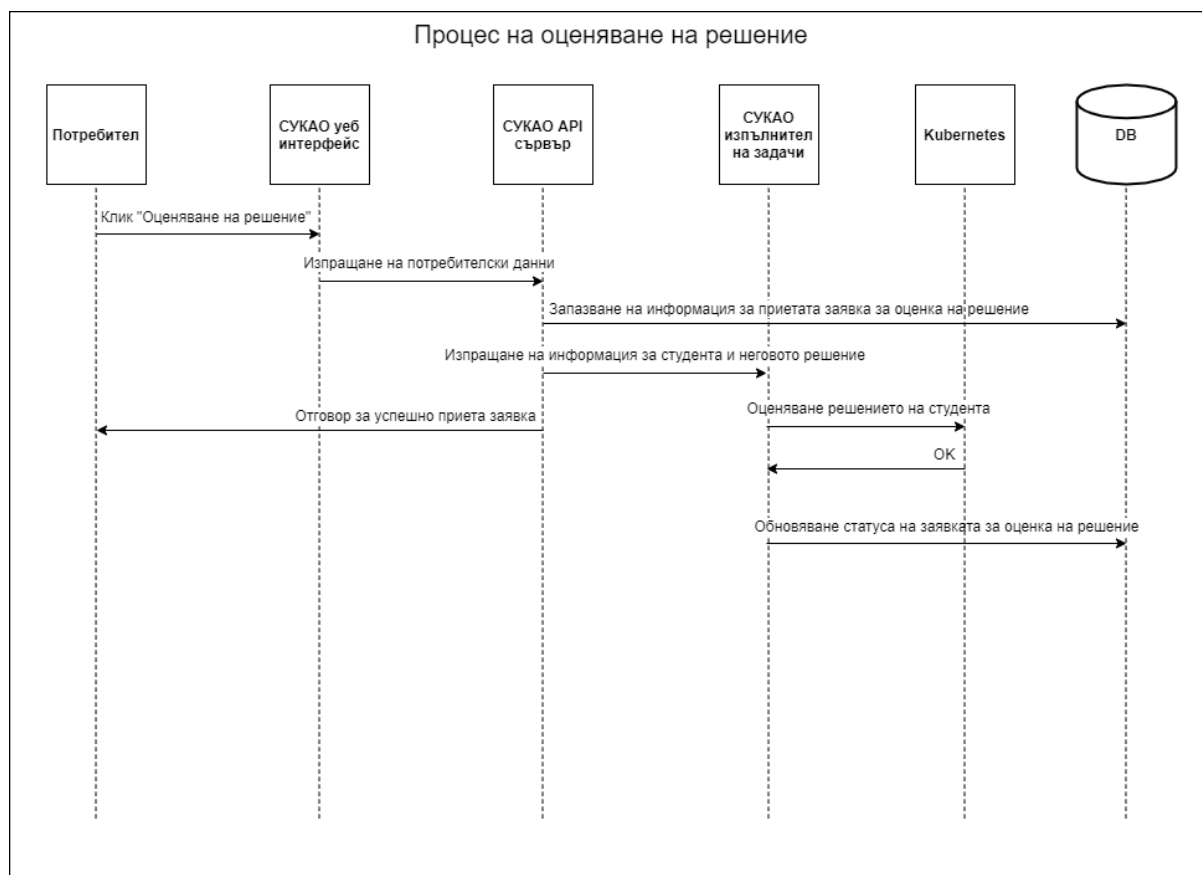 Процес на оценяване на решение
Потребител
СУКАО уеб
интерфейс
СУКАО API
сървър
СУКАО
изпълнител
на задачи
Kubernetes
DB
Клик "Оценяване на решение"
Изпращане на потребителски данни
Запазване на информация за приетата заявка за оценка на решение
Изпращане на информация за студента и неговото решение
Оценяване решението на студента
Отговор за успешно приета заявка
OK
Обновяване статуса на заявката за оценка на решение